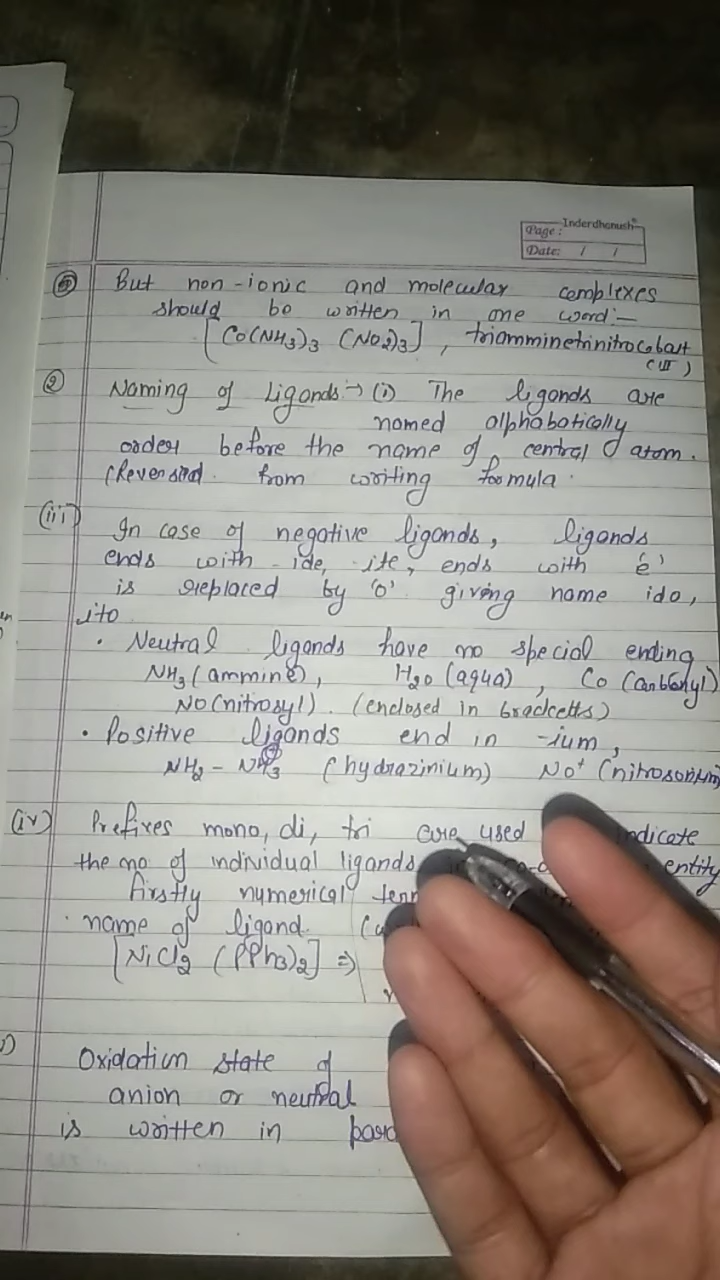 Inderdhanush
Page :
Date: / /
But non-ionic and molecular complexes
should be written in one word:-
[Co(NH3)3 (NO2)3] , triamminetrinitrocobalt
(III)
② Naming of Ligands:→ (i) The ligands are
named alphabatically
order before the name of central atom.
from writing formula.
(iii)
In case of negative ligands, ligands
ends with -ide, -ite, ends with 'e'
is replaced by 'o' giving name ido,
ito
• Neutral ligands have no special ending
NH3 (ammine), H2O (aqua) , Co (Carbonyl)
NO (nitrosyl). (enclosed in bracketts)
• Positive ligands end in -ium,
NH2 - NH3 (hydrazinium) NO+ (nitrosonium)
(iv) Prefixes mono, di, tri are used indicate
the no of individual ligands entity
firstly numerical
name of ligand.
[NiCl2 (PPh3)2] ⇒
Oxidation state of
anion or neutral
is written in